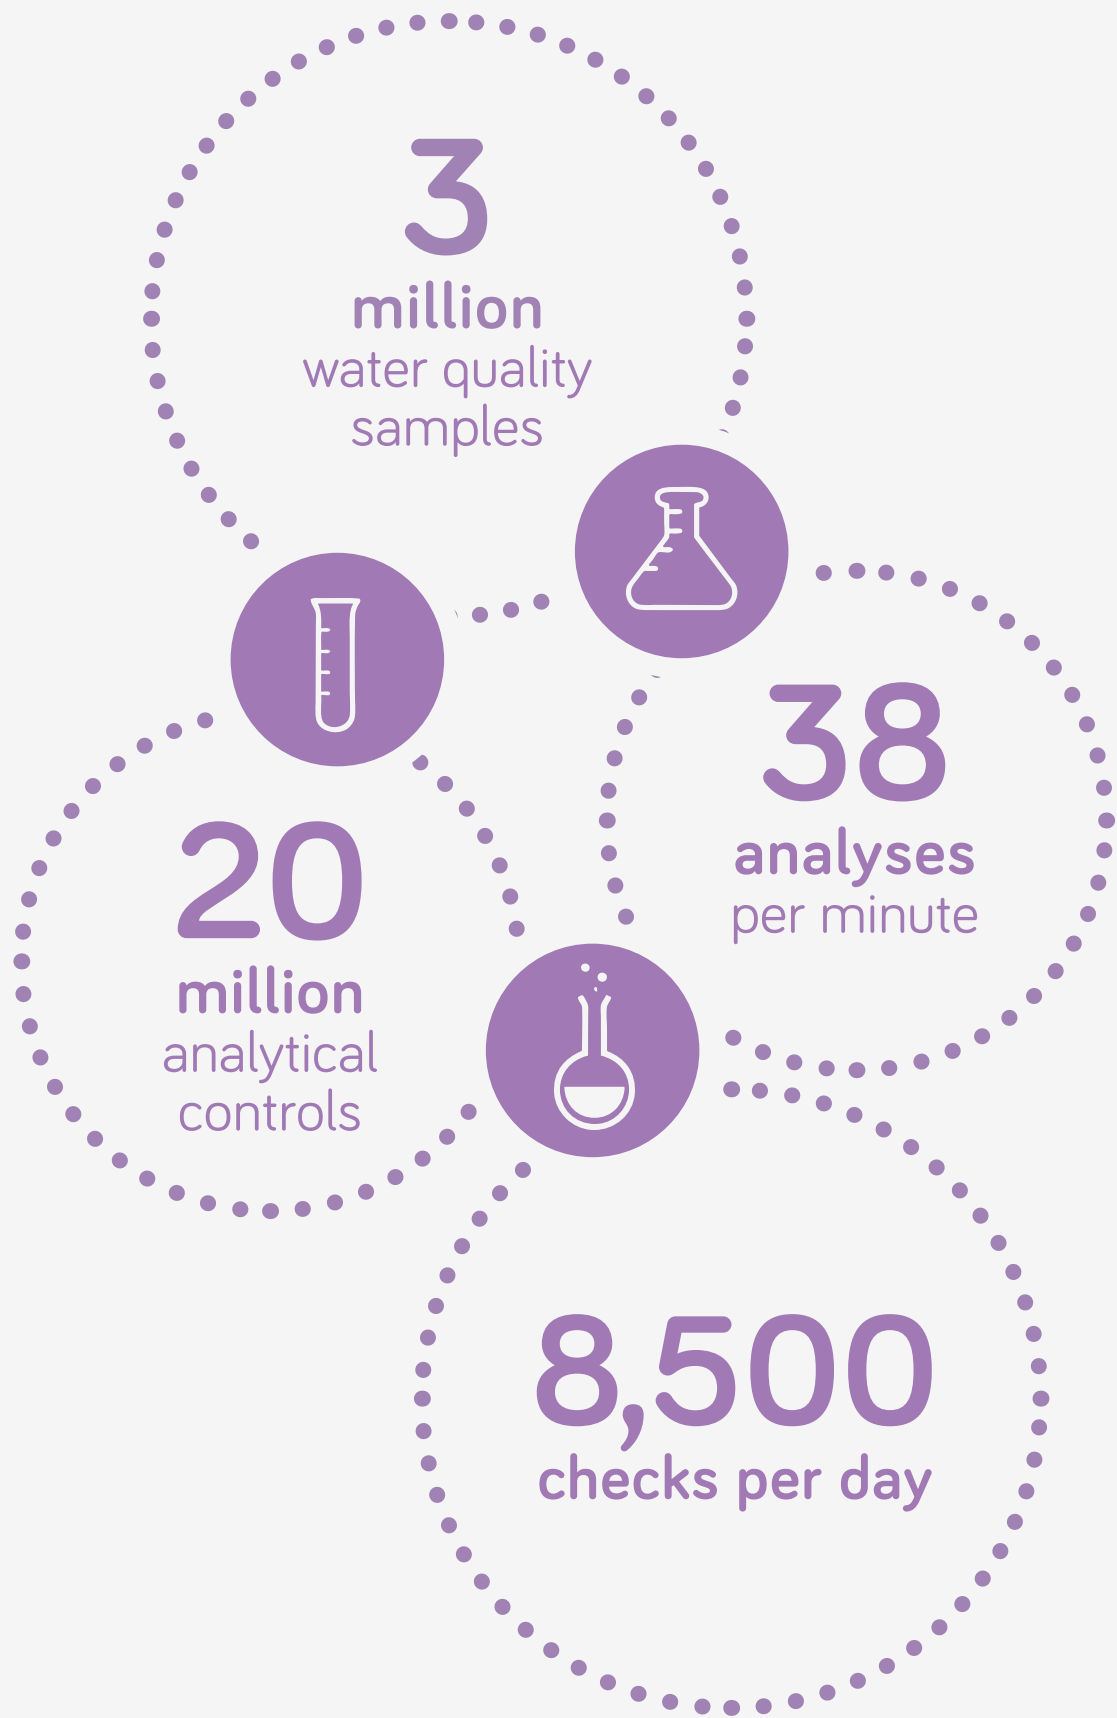 3
million
water quality
samples
38
analyses
per minute
20
million
analytical
controls
8,500
checks per day